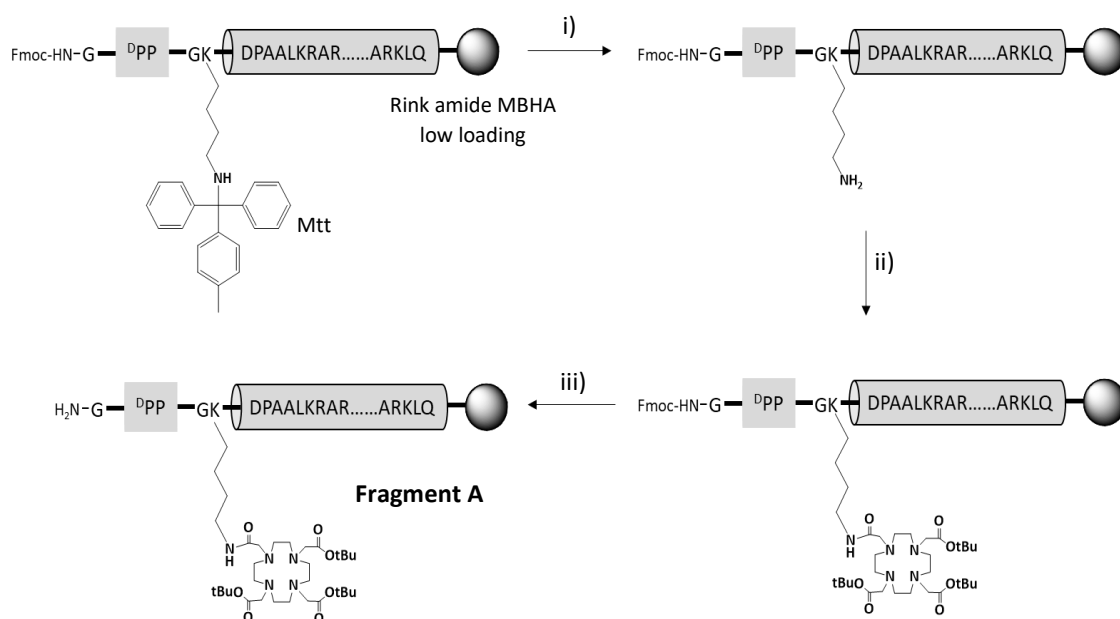 Fmoc-HN-G DPP GK DPAALKRAR……ARKLQ
i)
Fmoc-HN-G DPP GK DPAALKRAR……ARKLQ
Rink amide MBHA
low loading
NH
Mtt
NH2
ii)
H2N-G DPP GK DPAALKRAR……ARKLQ
iii)
Fmoc-HN-G DPP GK DPAALKRAR……ARKLQ
Fragment A
O
N
H
N N
O
OtBu
tBuO
N N
OtBu
O
O
O
N
H
N N
O
OtBu
tBuO
N N
OtBu
O
O